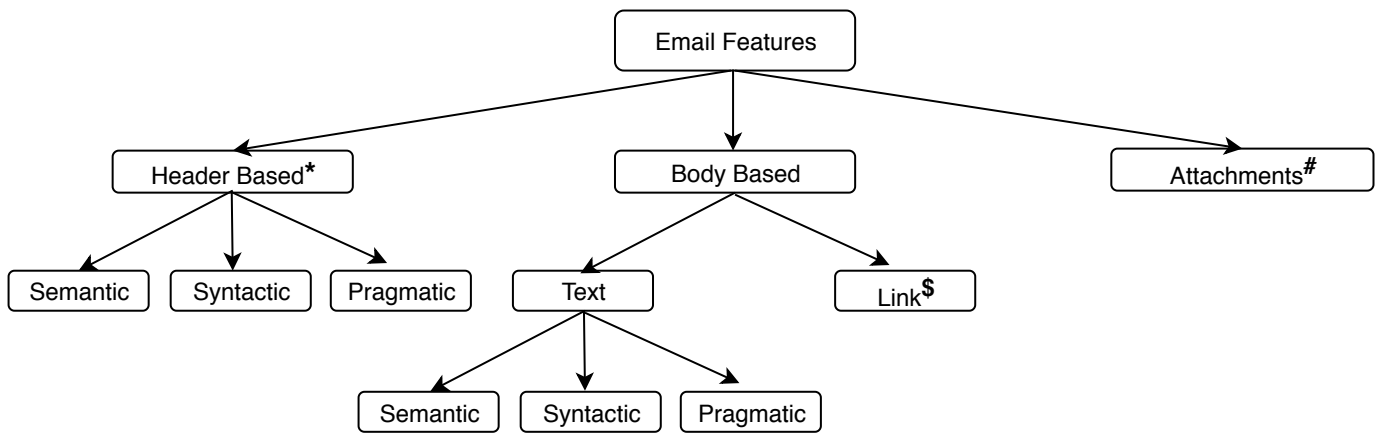 Email Features
Header Based*
Body Based
Attachments#
Semantic
Syntactic
Pragmatic
Text
Link$
Semantic
Syntactic
Pragmatic